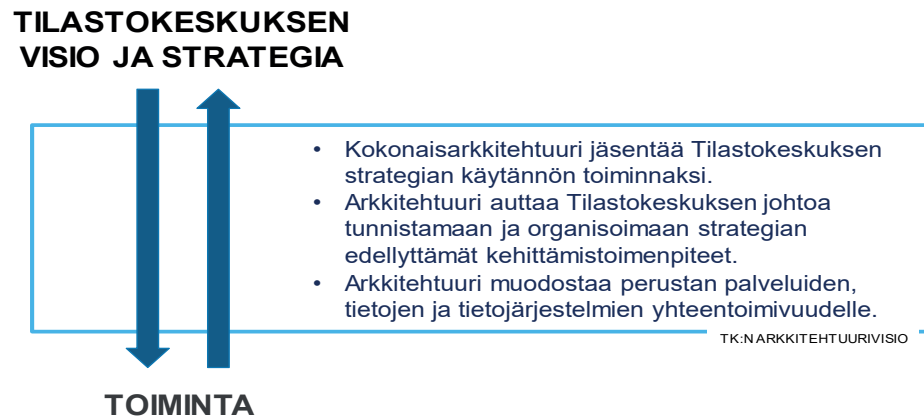 TILASTOKESKUKSEN
VISIO JA STRATEGIA
• Kokonaisarkkitehtuuri jäsentää Tilastokeskuksen
strategian käytännön toiminnaksi.
• Arkkitehtuuri auttaa Tilastokeskuksen johtoa
tunnistamaan ja organisoimaan strategian
edellyttämät kehittämistoimenpiteet.
• Arkkitehtuuri muodostaa perustan palveluiden,
tietojen ja tietojärjestelmien yhteentoimivuudelle.
TK:N ARKKITEHTUURIVISIO
TOIMINTA